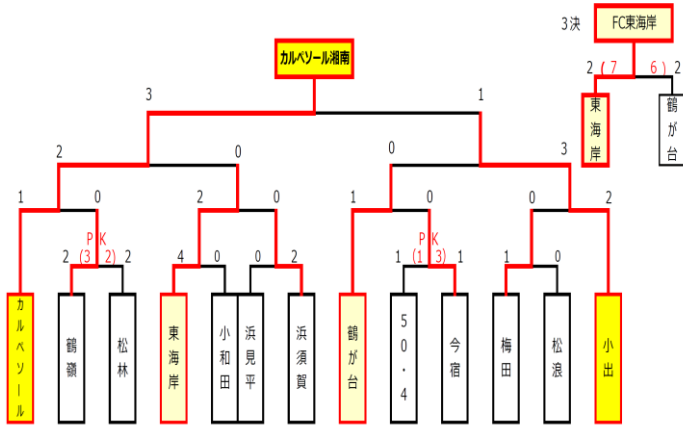 3決
FC東海岸
カルペソール湘南
2 (7 6) 2
3 1
東海岸
鶴が台
2 0 0 3
1 0 2 0 1 0 0 2
PK PK
2 (3 2) 2 4 0 0 2 1 (1 3) 1 1 0
カルペソール
鶴嶺
松林
東海岸
小和田
浜見平
浜須賀
鶴が台
50・4
今宿
梅田
松浪
小出